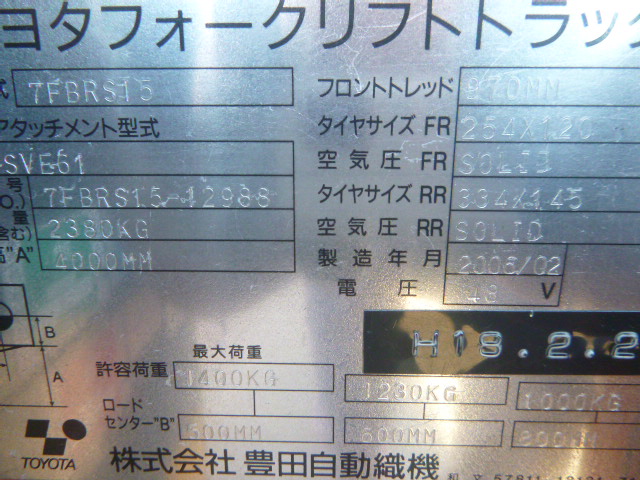 ヨタフォークリフトトラック
式 7FBRS15 フロントトレッド 970MM
アタッチメント型式 タイヤサイズ FR 254X120
SVE61 空気圧 FR SOLID
号 7FBRS15-12988 タイヤサイズ RR 334X145
量 2380KG 空気圧 RR SOLID
高"A" 4000MM 製造年月 2006/02
電圧 48 V
H18.2.2
B
A
最大荷重
許容荷重 1400KG 1230KG 1000KG
ロード
センター"B" 500MM 600MM 800MM
TOYOTA 株式会社 豊田自動織機